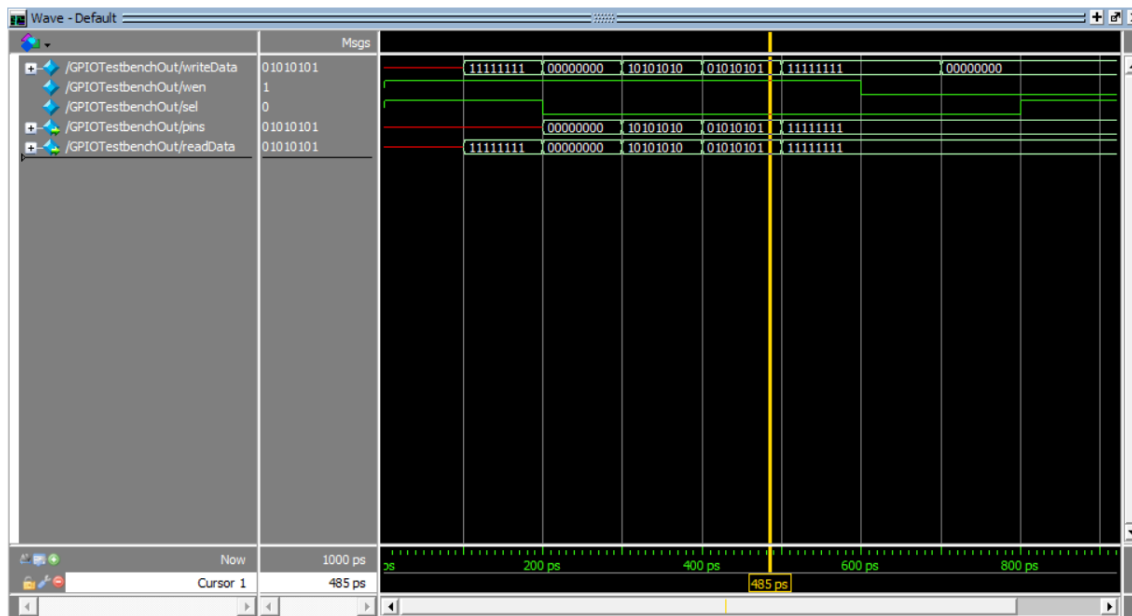 Wave - Default
Msgs
/GPIOTestbenchOut/writeData 01010101 11111111 00000000 10101010 01010101 11111111 00000000
/GPIOTestbenchOut/wen 1
/GPIOTestbenchOut/sel 0
/GPIOTestbenchOut/pins 01010101 00000000 10101010 01010101 11111111
/GPIOTestbenchOut/readData 01010101 11111111 00000000 10101010 01010101 11111111
Now 1000 ps ps 200 ps 400 ps 600 ps 800 ps
Cursor 1 485 ps 485 ps